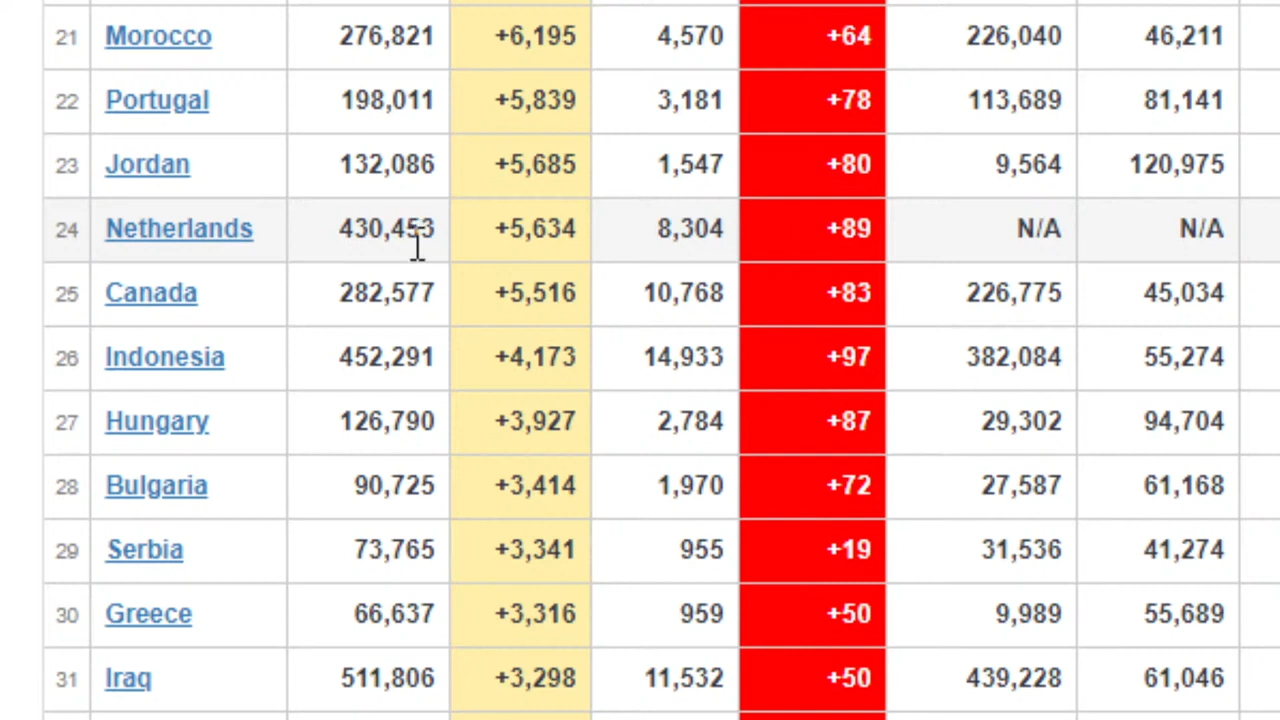 21 Morocco 276,821 +6,195 4,570 +64 226,040 46,211
22 Portugal 198,011 +5,839 3,181 +78 113,689 81,141
23 Jordan 132,086 +5,685 1,547 +80 9,564 120,975
24 Netherlands 430,453 +5,634 8,304 +89 N/A N/A
25 Canada 282,577 +5,516 10,768 +83 226,775 45,034
26 Indonesia 452,291 +4,173 14,933 +97 382,084 55,274
27 Hungary 126,790 +3,927 2,784 +87 29,302 94,704
28 Bulgaria 90,725 +3,414 1,970 +72 27,587 61,168
29 Serbia 73,765 +3,341 955 +19 31,536 41,274
30 Greece 66,637 +3,316 959 +50 9,989 55,689
31 Iraq 511,806 +3,298 11,532 +50 439,228 61,046